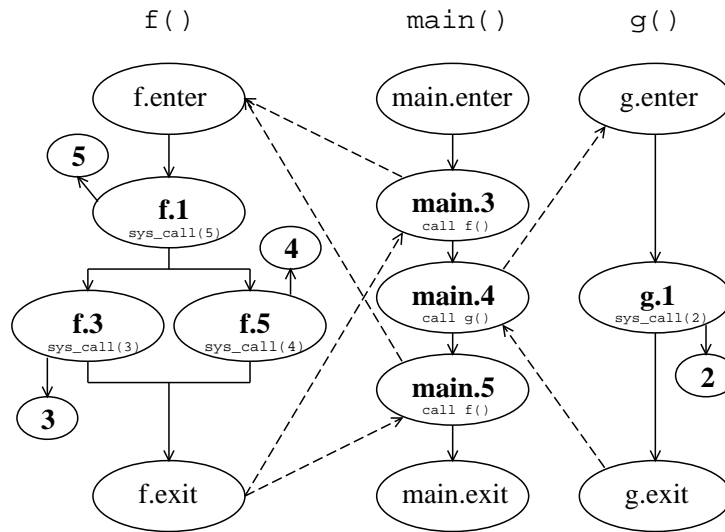 f()
main()
g()
f.enter
main.enter
g.enter
5
f.1
sys_call(5)
main.3
call f()
4
main.4
call g()
g.1
sys_call(2)
f.3
sys_call(3)
f.5
sys_call(4)
2
main.5
call f()
3
f.exit
main.exit
g.exit